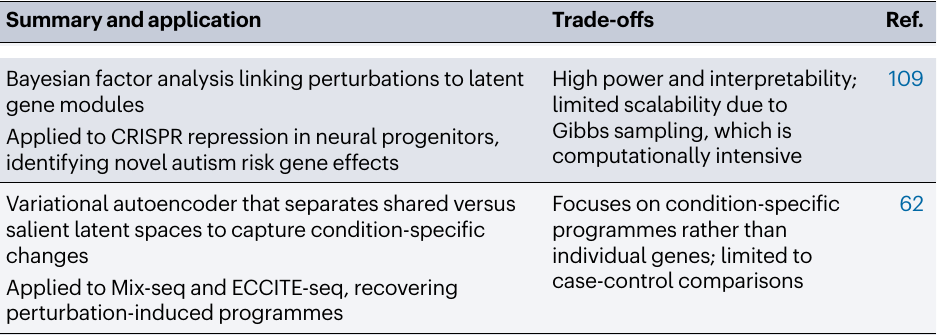 Summary and application Trade-offs Ref.
Bayesian factor analysis linking perturbations to latent
gene modules
Applied to CRISPR repression in neural progenitors,
identifying novel autism risk gene effects
High power and interpretability;
limited scalability due to
Gibbs sampling, which is
computationally intensive
109
Variational autoencoder that separates shared versus
salient latent spaces to capture condition-specific
changes
Applied to Mix-seq and ECCITE-seq, recovering
perturbation-induced programmes
Focuses on condition-specific
programmes rather than
individual genes; limited to
case-control comparisons
62